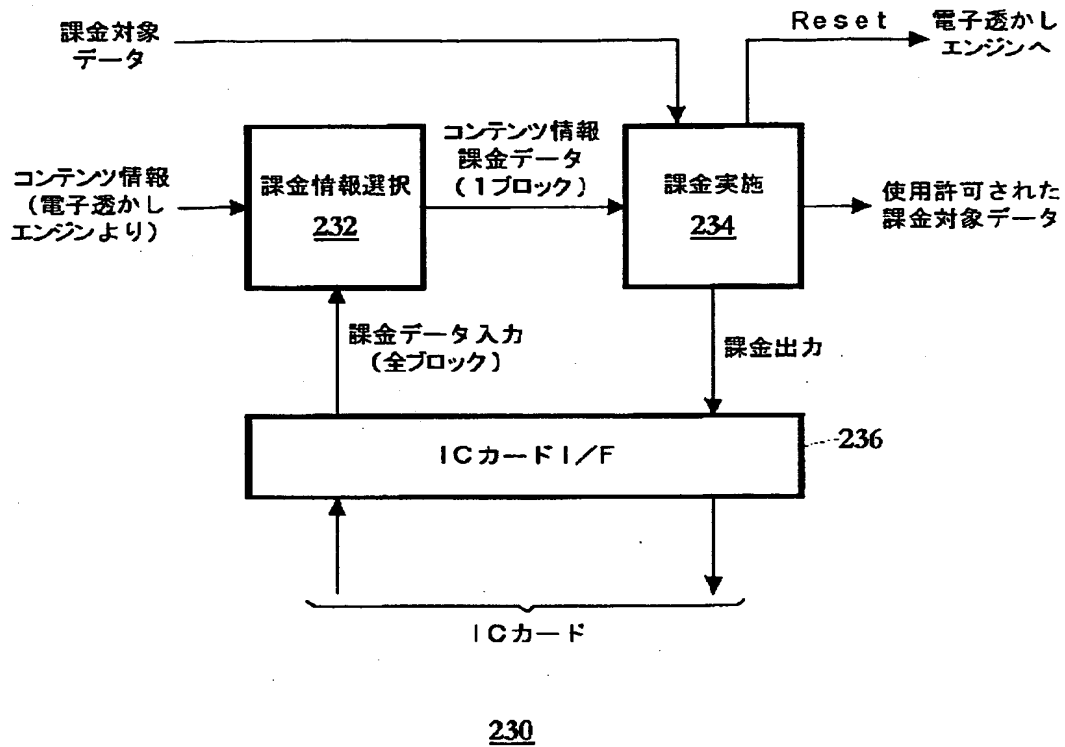 課金対象
データ
Reset
電子透かし
エンジンへ
コンテンツ情報
(電子透かし
エンジンより)
課金情報選択
232
コンテンツ情報
課金データ
(1ブロック)
課金実施
234
使用許可された
課金対象データ
課金データ入力
(全ブロック)
課金出力
ICカードI/F
236
ICカード
230